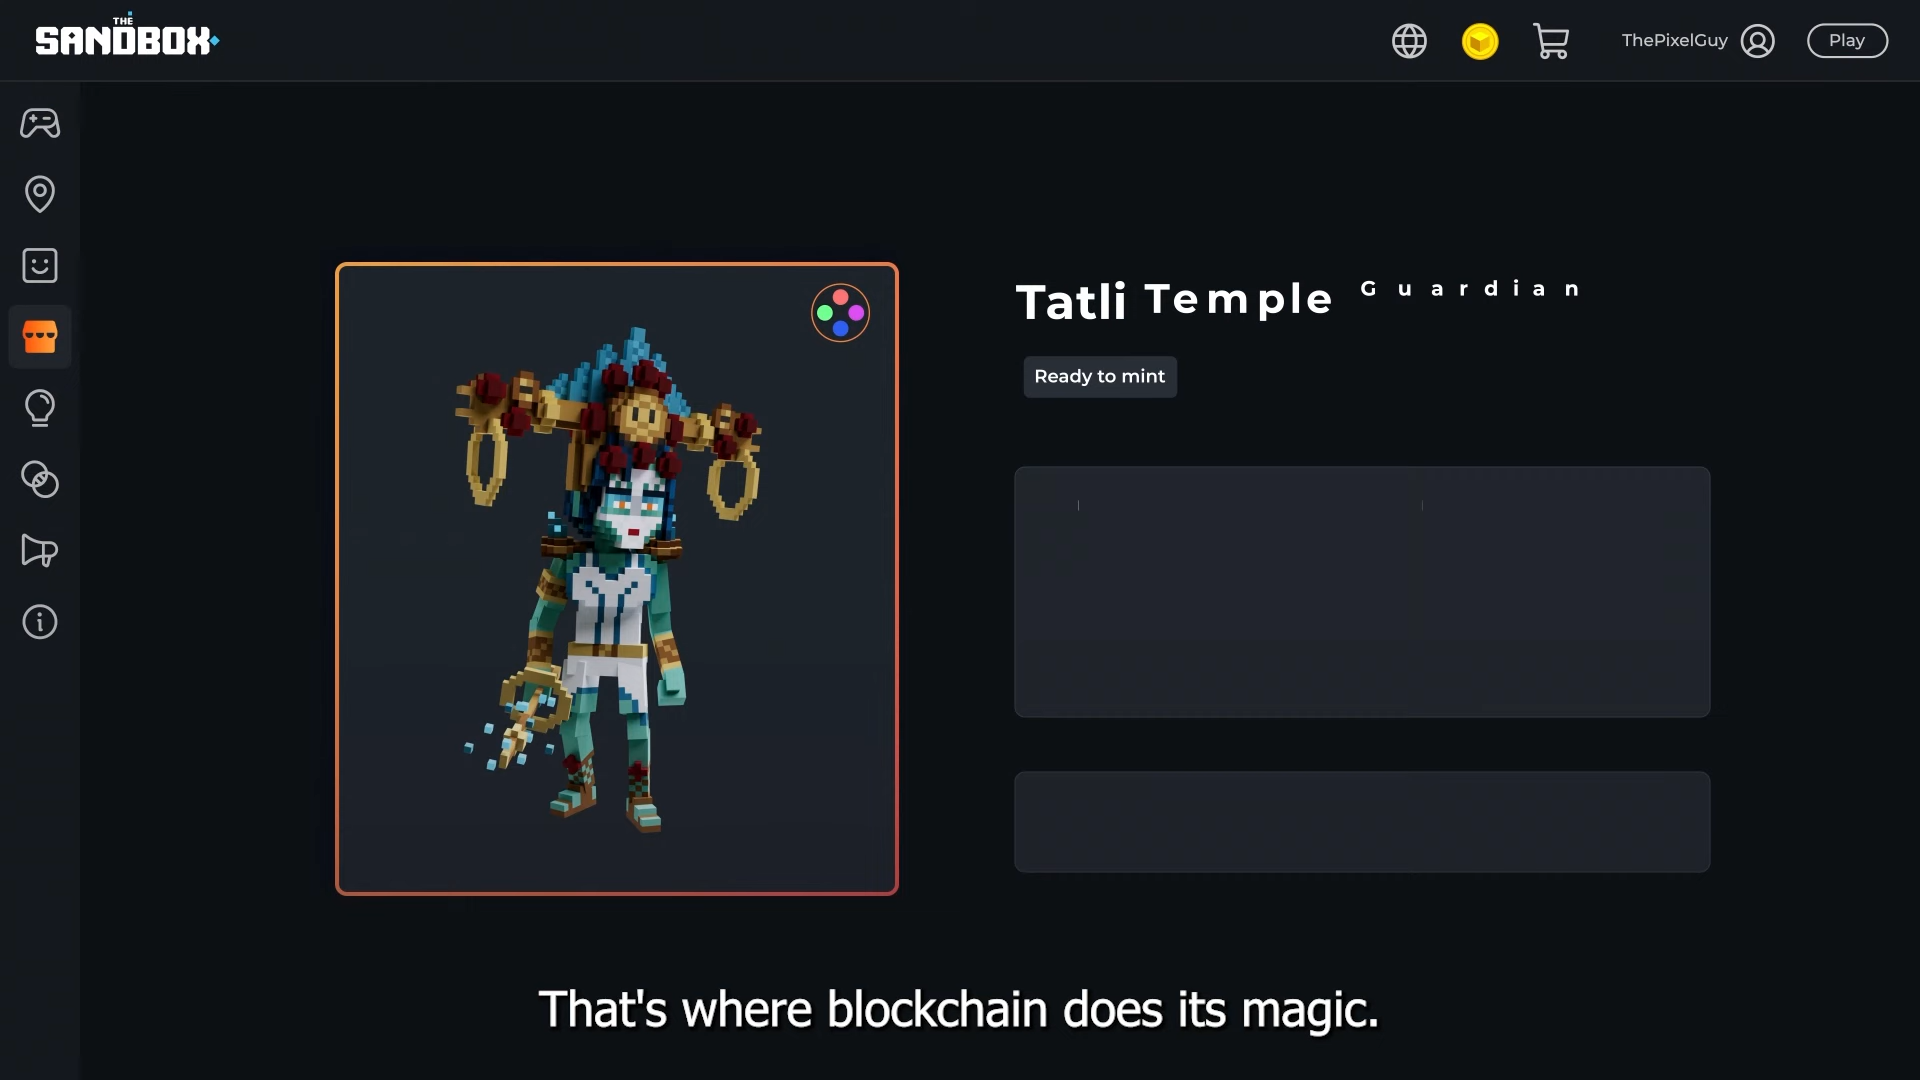 THE
SANDBOX
ThePixelGuy
Play
Tatli Temple Guardian
Ready to mint
That's where blockchain does its magic.